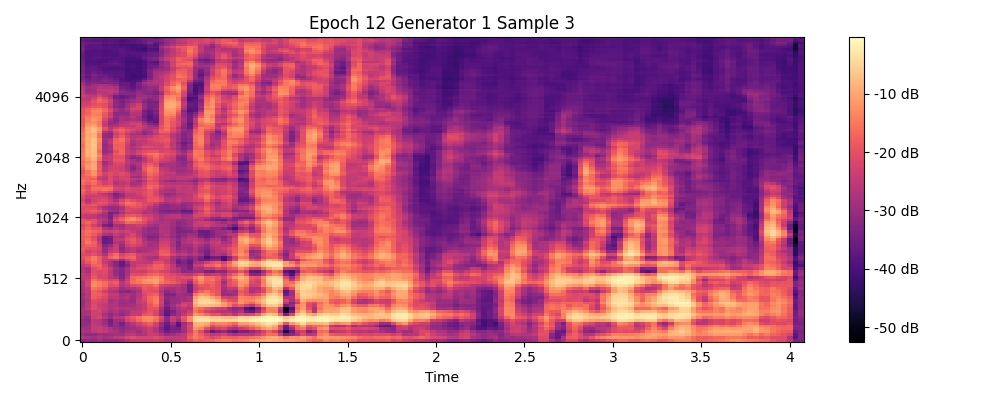 Epoch 12 Generator 1 Sample 3
4096
2048
1024
512
0
Hz
0 0.5 1 1.5 2 2.5 3 3.5 4
Time
-10 dB
-20 dB
-30 dB
-40 dB
-50 dB